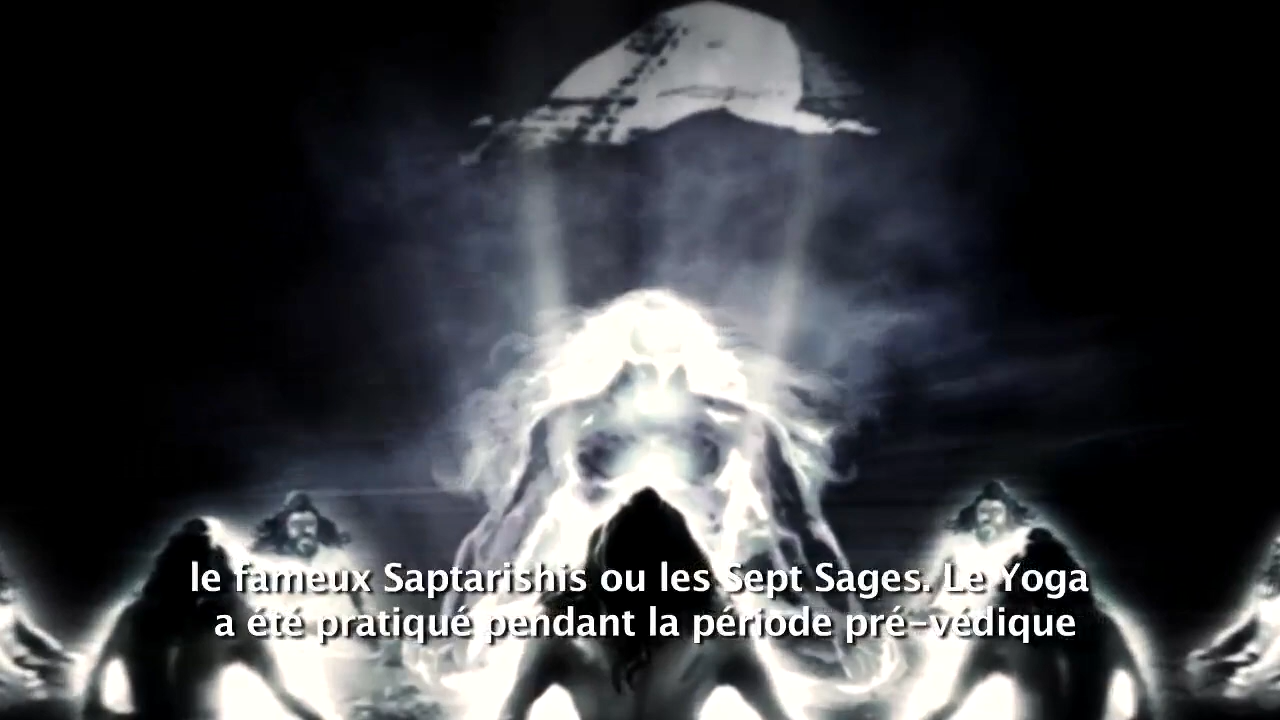 le fameux Saptarishis ou les Sept Sages. Le Yoga
a été pratiqué pendant la période pré-védique